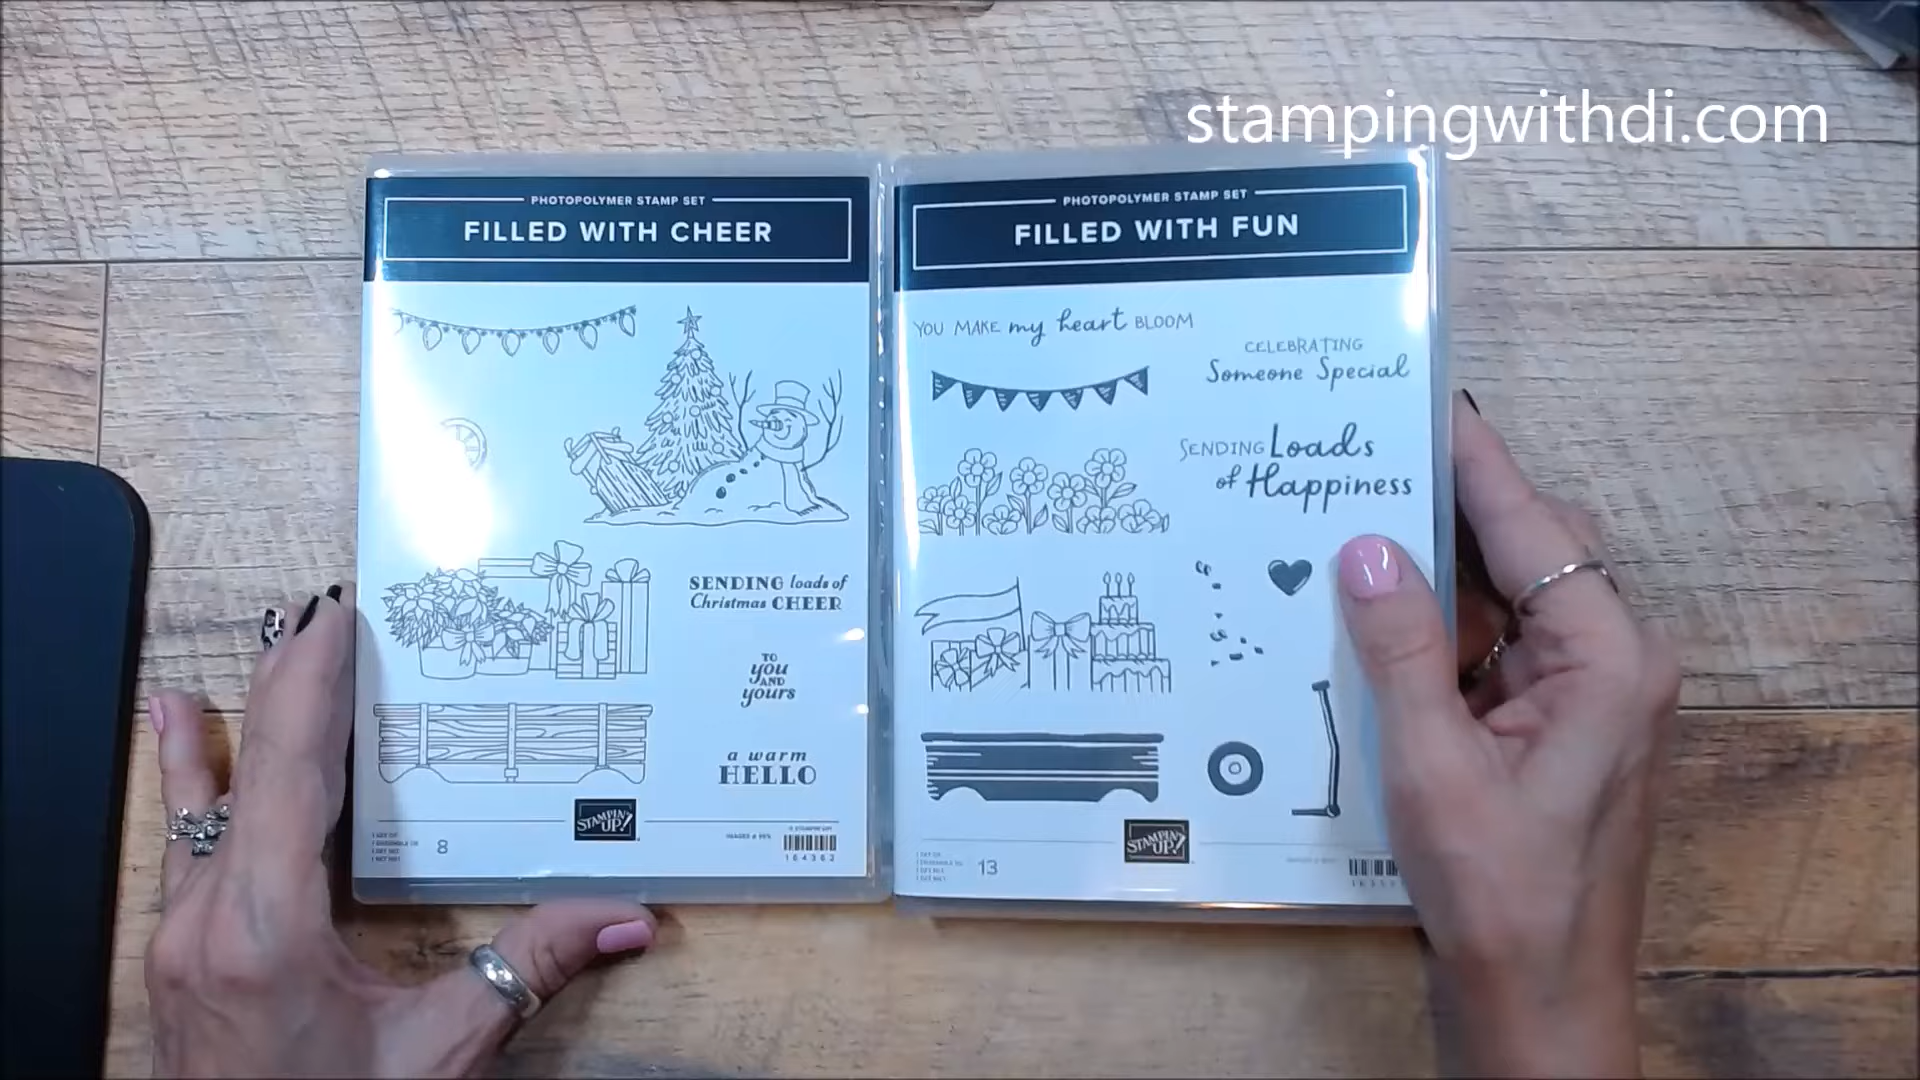 stampingwithdi.com
PHOTOPOLYMER STAMP SET
FILLED WITH CHEER
SENDING loads of
Christmas CHEER
TO
you
AND
yours
a warm
HELLO
STAMPIN' UP!
8
164362
PHOTOPOLYMER STAMP SET
FILLED WITH FUN
YOU MAKE my heart BLOOM
CELEBRATING
Someone Special
SENDING Loads
of Happiness
STAMPIN' UP!
13